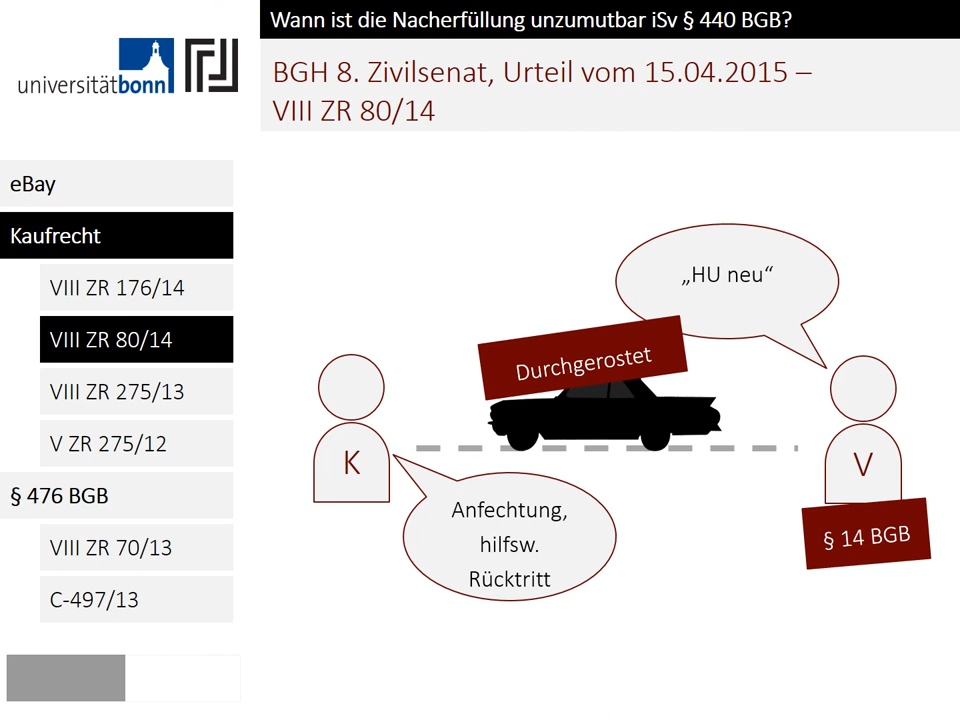 Wann ist die Nacherfüllung unzumutbar iSv § 440 BGB?
universitätbonn
BGH 8. Zivilsenat, Urteil vom 15.04.2015 –
VIII ZR 80/14
eBay
Kaufrecht
VIII ZR 176/14
VIII ZR 80/14
VIII ZR 275/13
V ZR 275/12
§ 476 BGB
VIII ZR 70/13
C-497/13
„HU neu“
Durchgerostet
K
V
Anfechtung,
hilfsw.
Rücktritt
§ 14 BGB